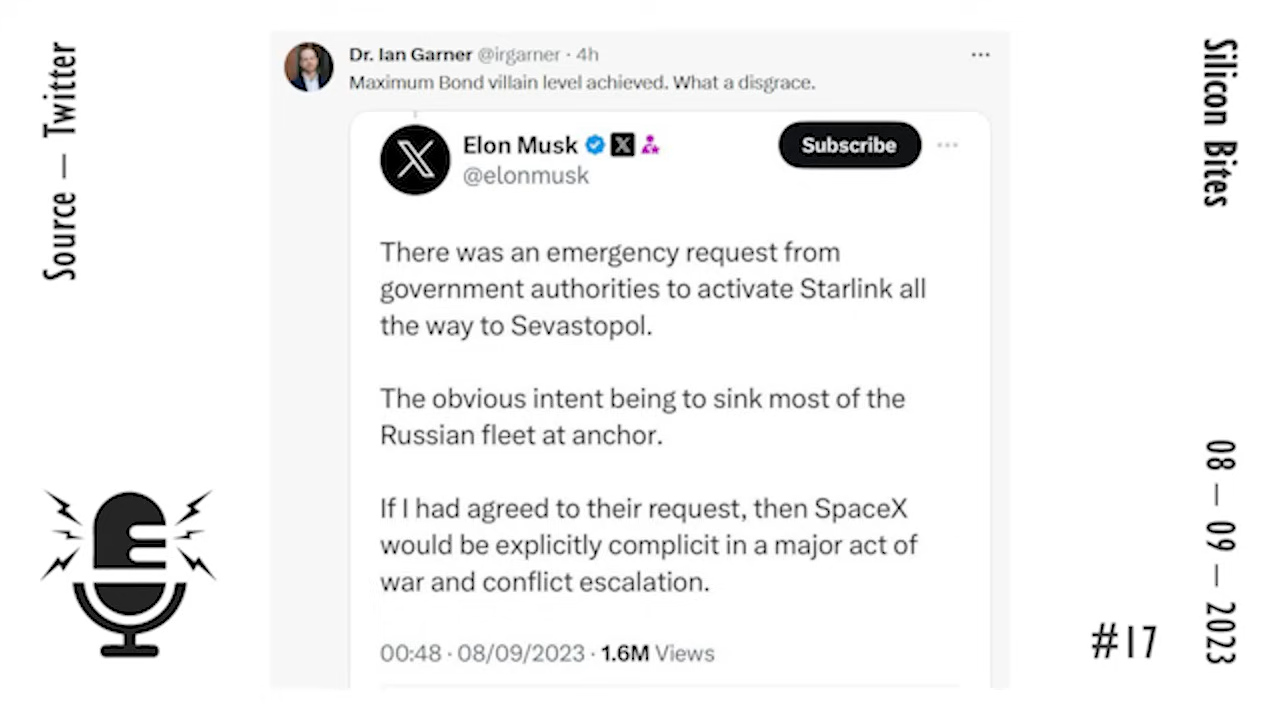 Source — Twitter
Dr. Ian Garner @irgarner · 4h
Maximum Bond villain level achieved. What a disgrace.
Elon Musk
@elonmusk
Subscribe
There was an emergency request from
government authorities to activate Starlink all
the way to Sevastopol.
The obvious intent being to sink most of the
Russian fleet at anchor.
If I had agreed to their request, then SpaceX
would be explicitly complicit in a major act of
war and conflict escalation.
00:48 · 08/09/2023 · 1.6M Views
Silicon Bites
08 — 09 — 2023
#17